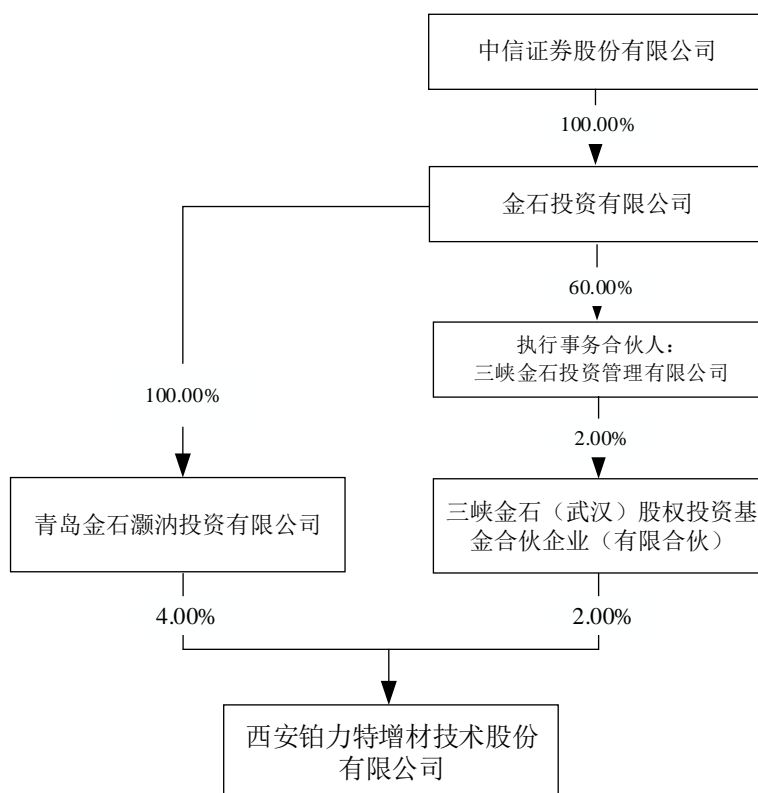 中信证券股份有限公司
100.00%
金石投资有限公司
60.00%
执行事务合伙人：
三峡金石投资管理有限公司
100.00%
2.00%
青岛金石灏汭投资有限公司
三峡金石（武汉）股权投资基
金合伙企业（有限合伙）
4.00%
2.00%
西安铂力特增材技术股份
有限公司